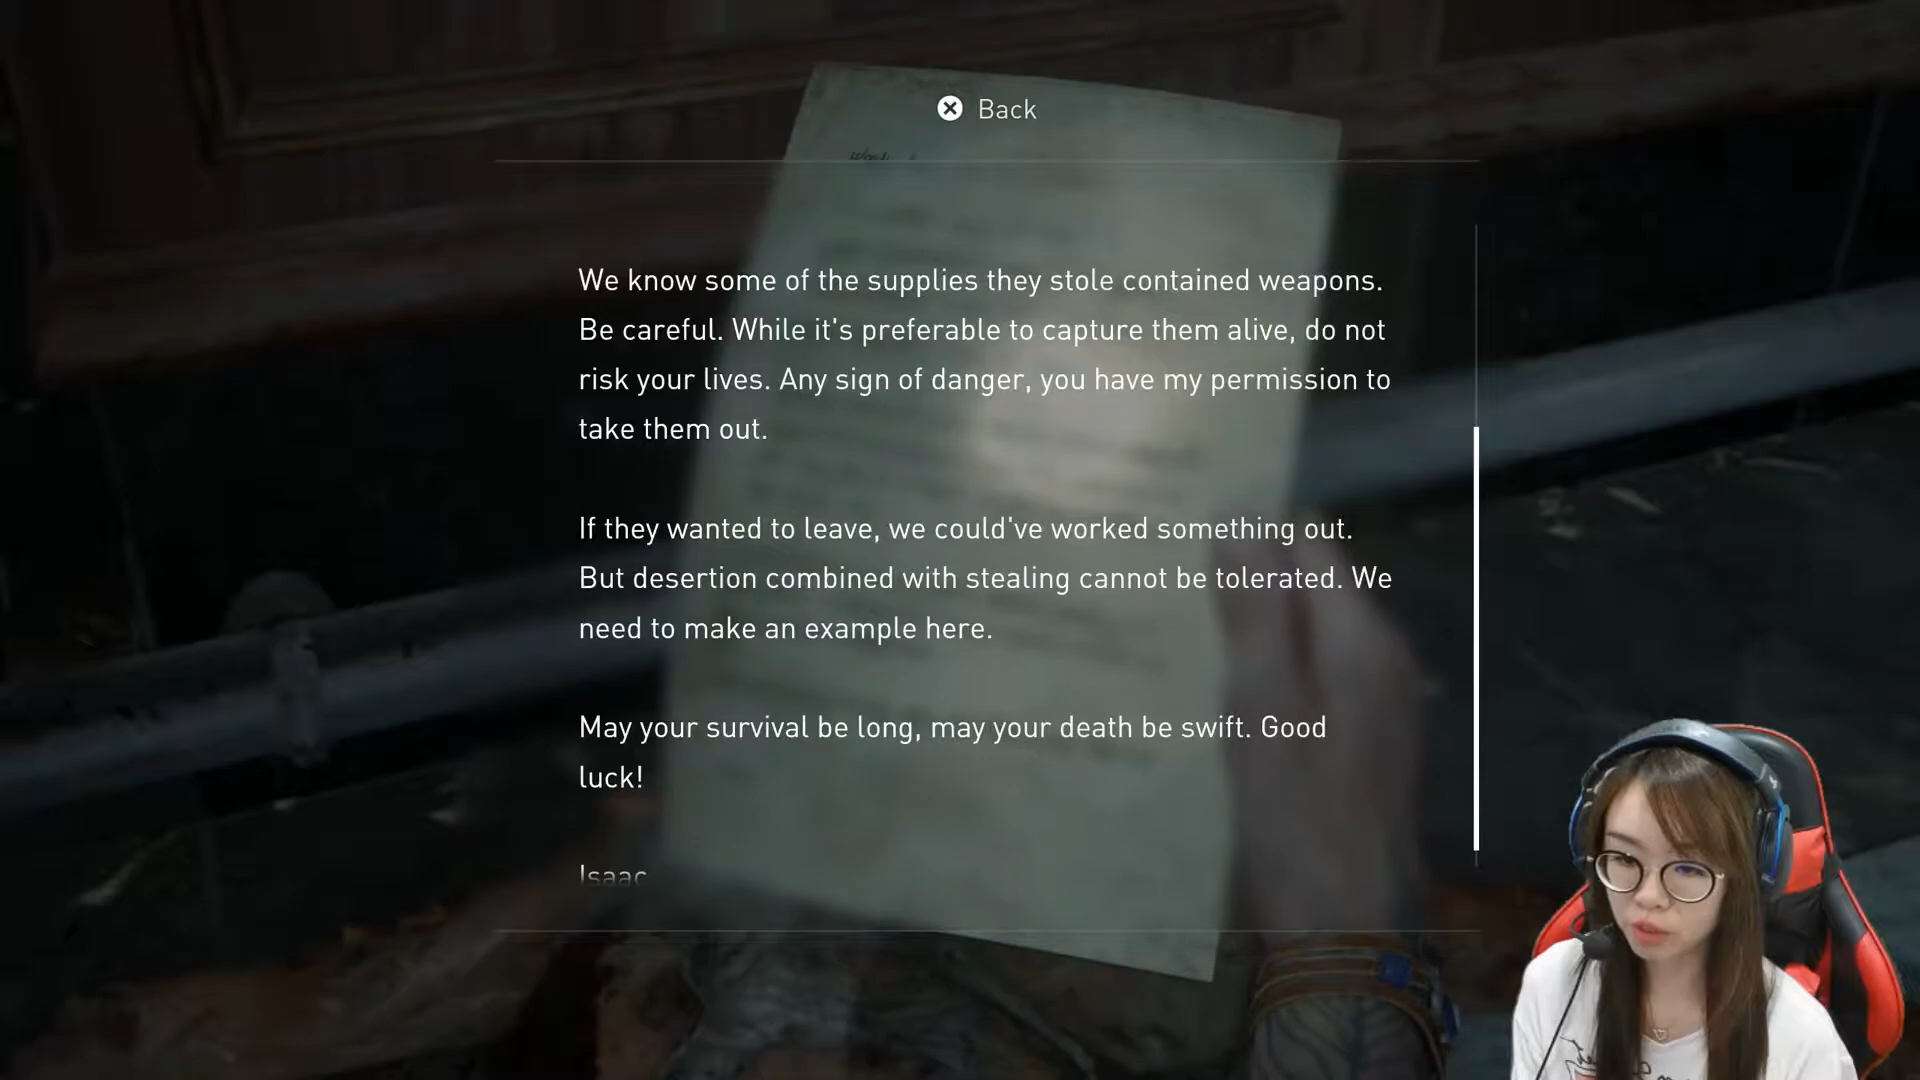 Back
We know some of the supplies they stole contained weapons.
Be careful. While it's preferable to capture them alive, do not
risk your lives. Any sign of danger, you have my permission to
take them out.
If they wanted to leave, we could've worked something out.
But desertion combined with stealing cannot be tolerated. We
need to make an example here.
May your survival be long, may your death be swift. Good
luck!
Isaac